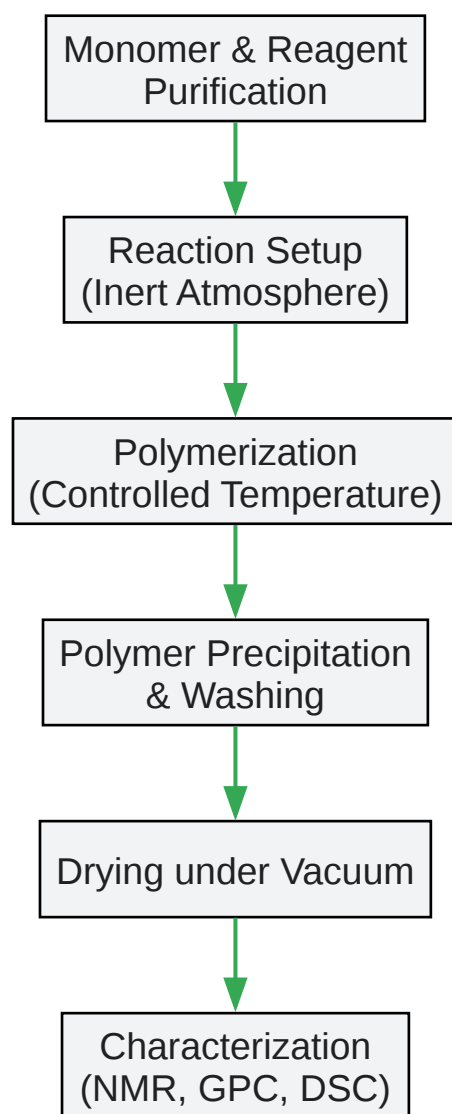 Monomer & Reagent
Purification
Reaction Setup
(Inert Atmosphere)
Polymerization
(Controlled Temperature)
Polymer Precipitation
& Washing
Drying under Vacuum
Characterization
(NMR, GPC, DSC)